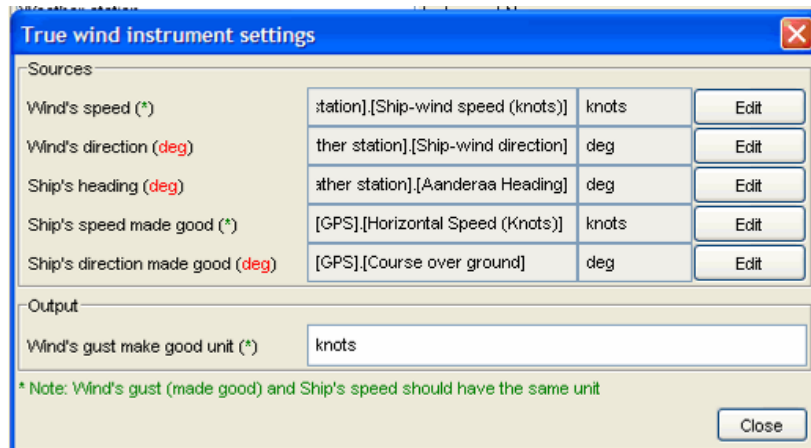 True wind instrument settings
Sources
Wind's speed (*) :tation].[Ship-wind speed (knots)] knots Edit
Wind's direction (deg) ther station].[Ship-wind direction] deg Edit
Ship's heading (deg) ather station].[Aanderaa Heading] deg Edit
Ship's speed made good (*) [GPS].[Horizontal Speed (Knots)] knots Edit
Ship's direction made good (deg) [GPS].[Course over ground] deg Edit
Output
Wind's gust make good unit (*) knots
* Note: Wind's gust (made good) and Ship's speed should have the same unit
Close